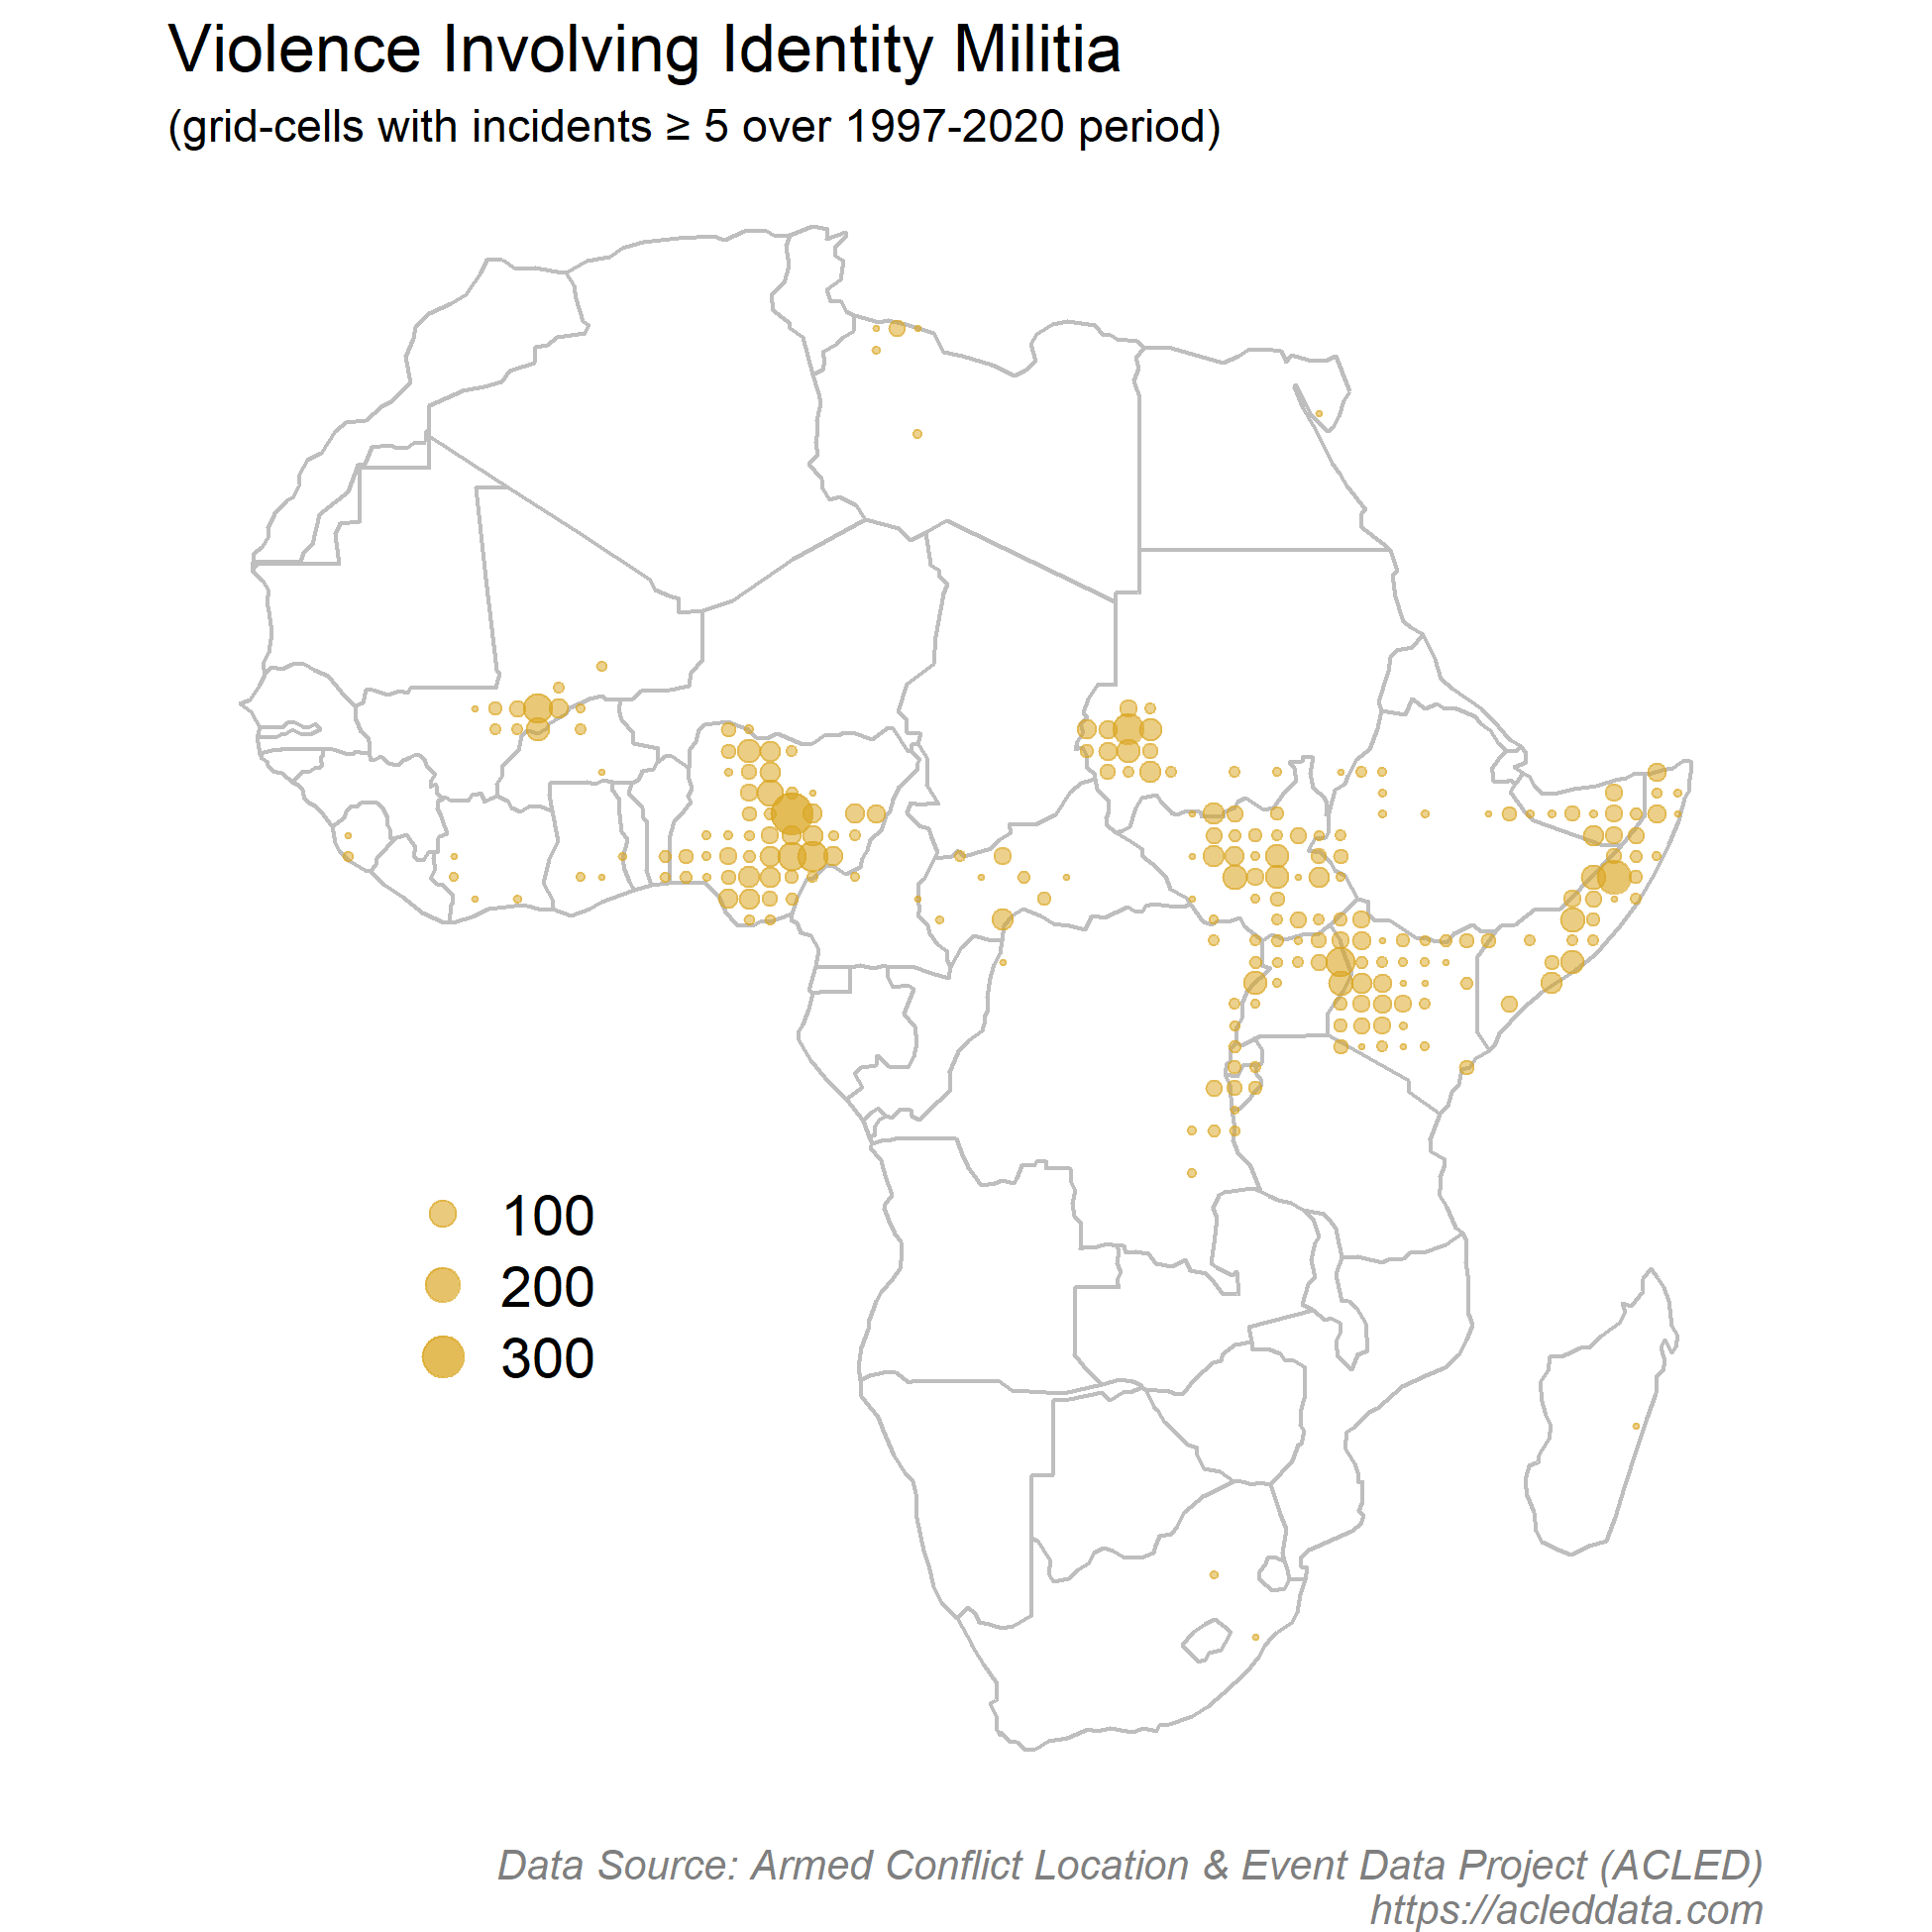 Violence Involving Identity Militia
(grid-cells with incidents ≥ 5 over 1997-2020 period)
100
200
300
Data Source: Armed Conflict Location & Event Data Project (ACLED)
https://acleddata.com